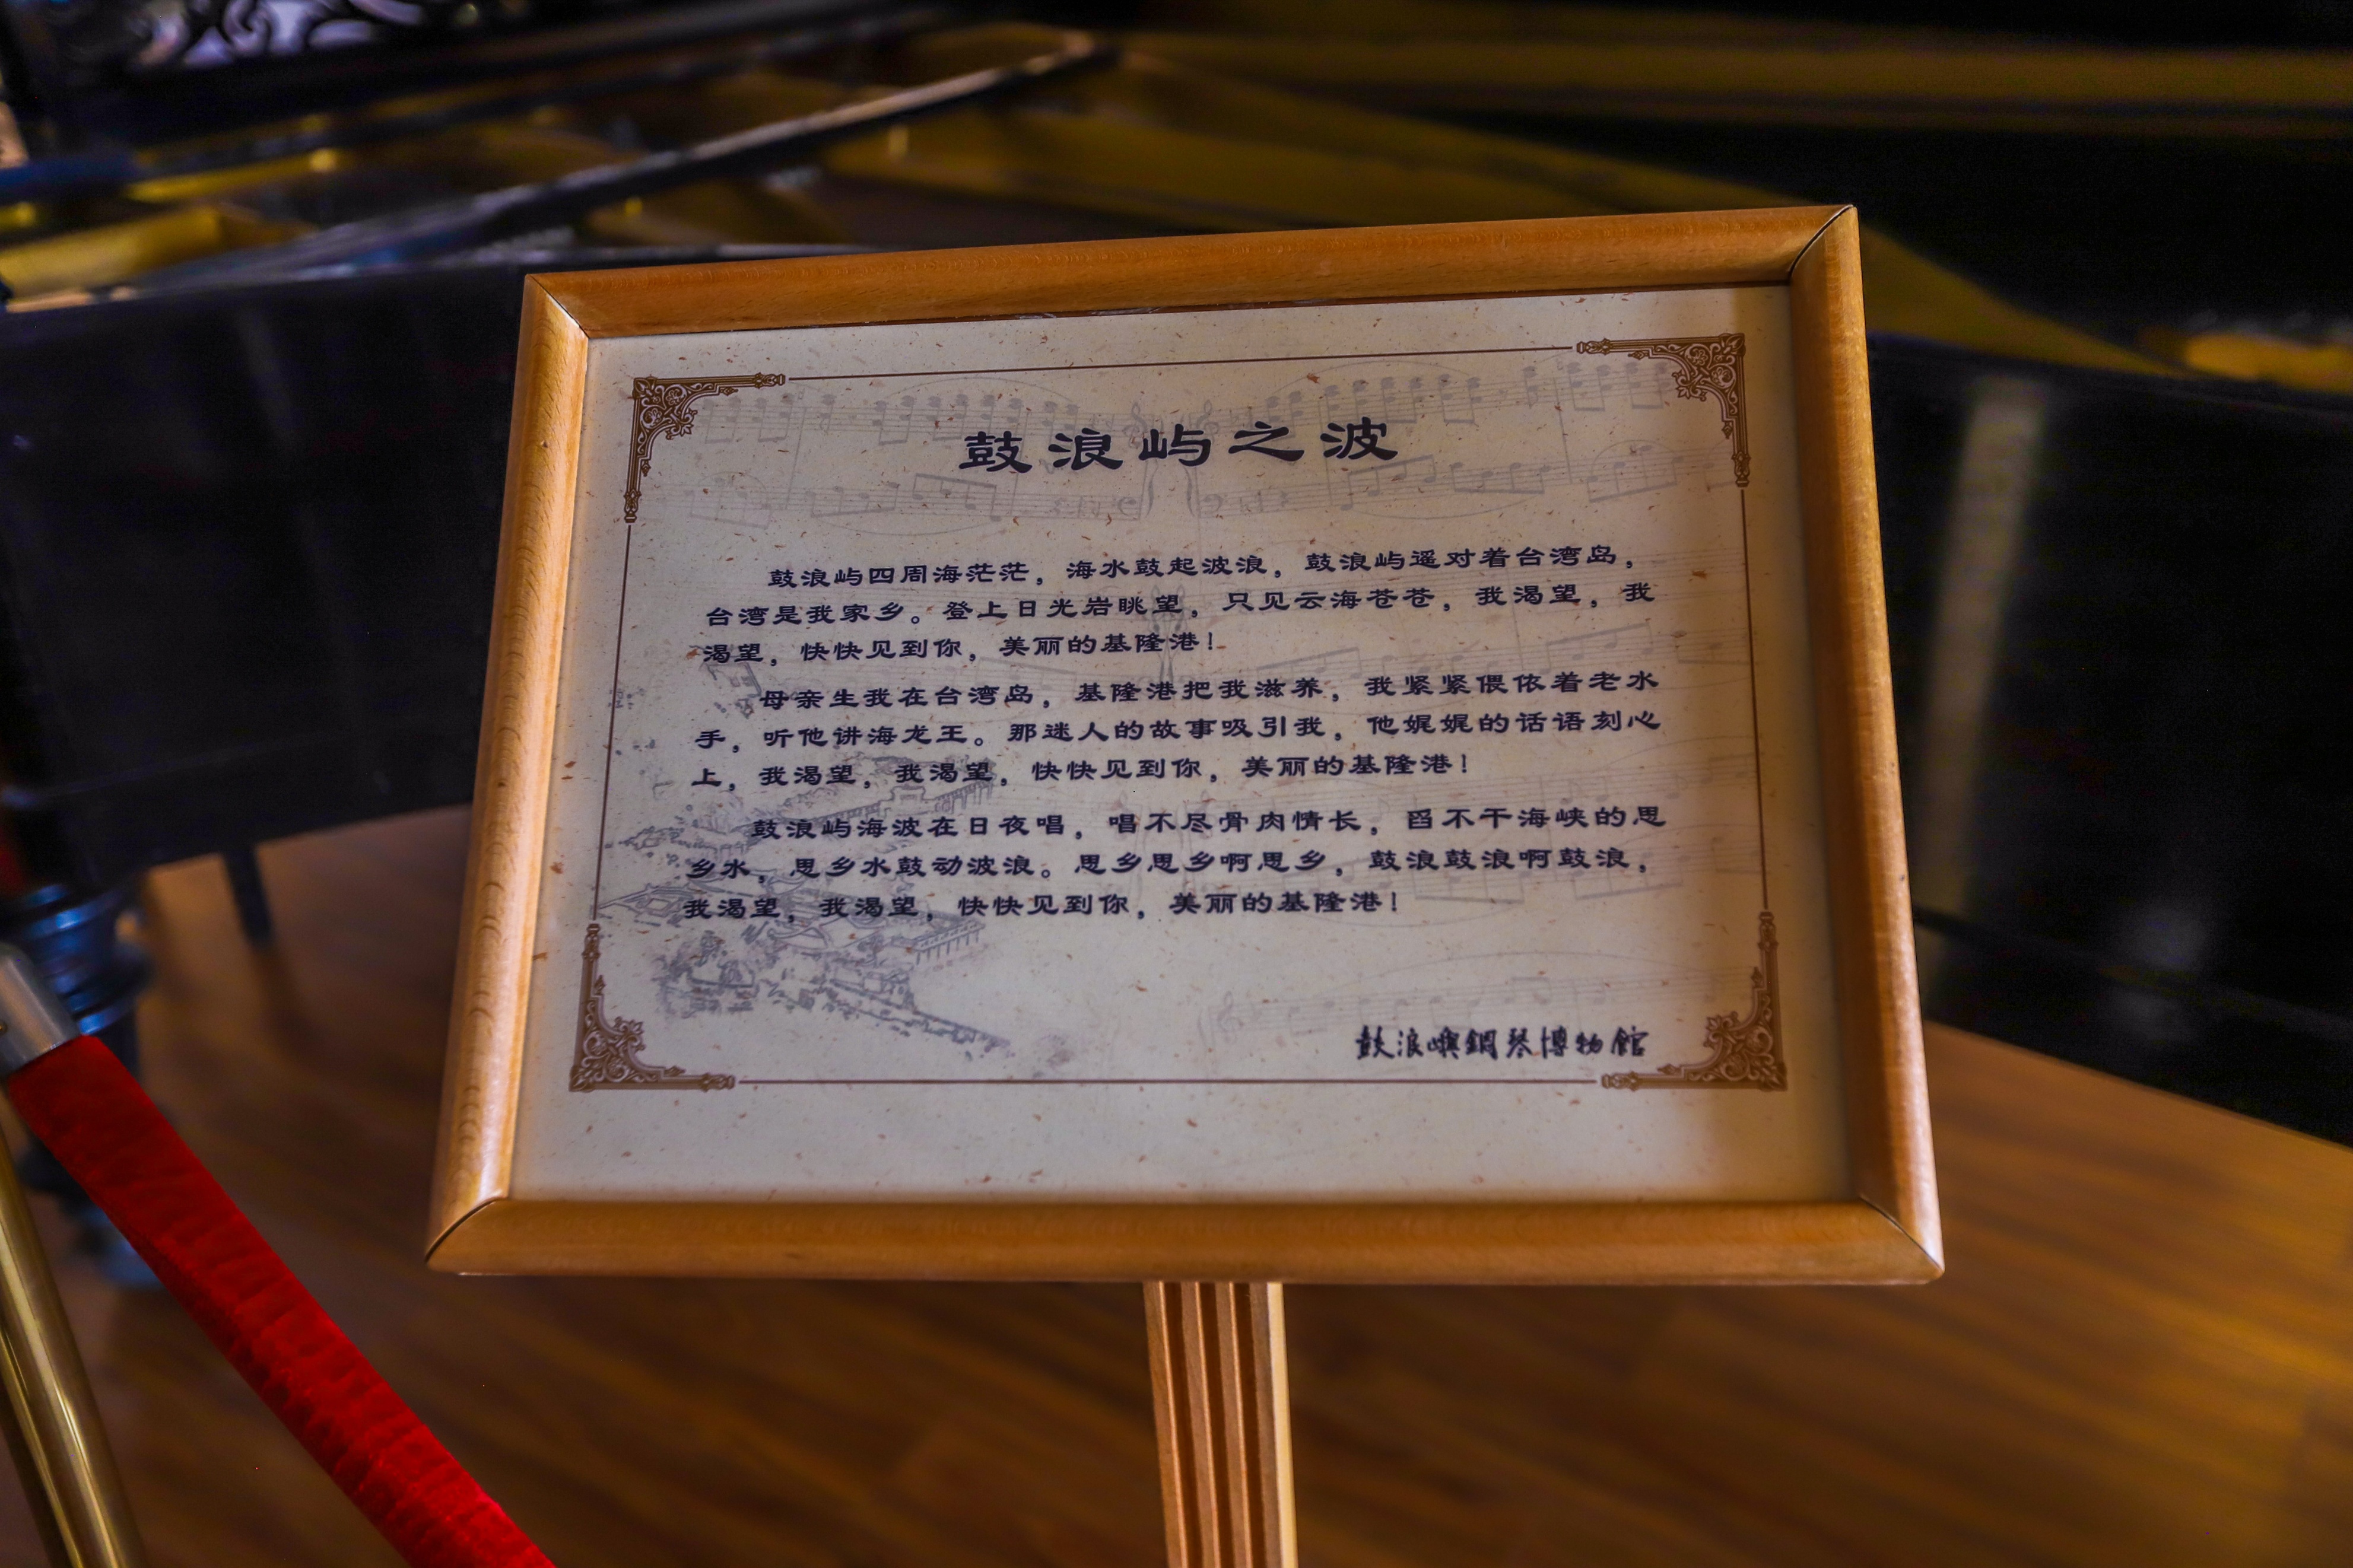 鼓浪屿之波
鼓浪屿四周海茫茫，海水鼓起波浪，鼓浪屿遥对着台湾岛，
台湾是我家乡。登上日光岩眺望，只见云海苍苍，我渴望，我
渴望，快快见到你，美丽的基隆港！
母亲生我在台湾岛，基隆港把我滋养，我紧紧偎依着老水
手，听他讲海龙王。那迷人的故事吸引我，他娓娓的话语刻心
上，我渴望，我渴望，快快见到你，美丽的基隆港！
鼓浪屿海波在日夜唱，唱不尽骨肉情长，舀不干海峡的思
乡水，思乡水鼓动波浪。思乡思乡啊思乡，鼓浪鼓浪啊鼓浪，
我渴望，我渴望，快快见到你，美丽的基隆港！
鼓浪嶼鋼琴博物館